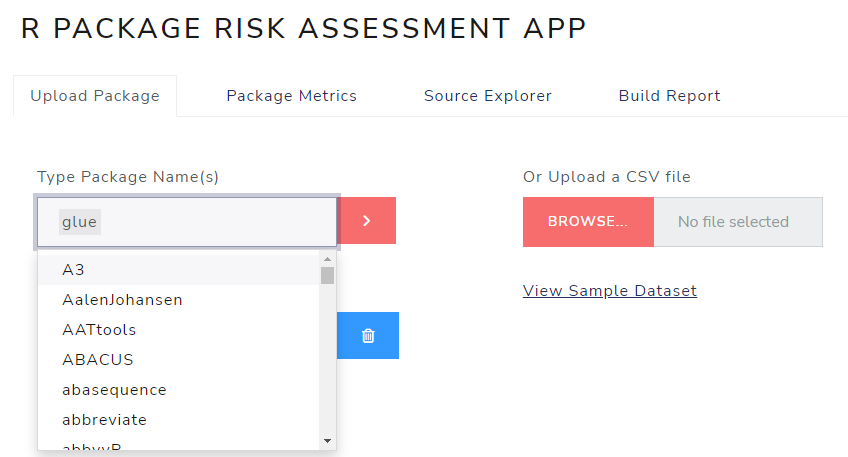 R PACKAGE RISK ASSESSMENT APP
Upload Package Package Metrics Source Explorer Build Report
Type Package Name(s)
glue
A3
AalenJohansen
AATtools
ABACUS
abasequence
abbreviate
Or Upload a CSV file
BROWSE... No file selected
View Sample Dataset